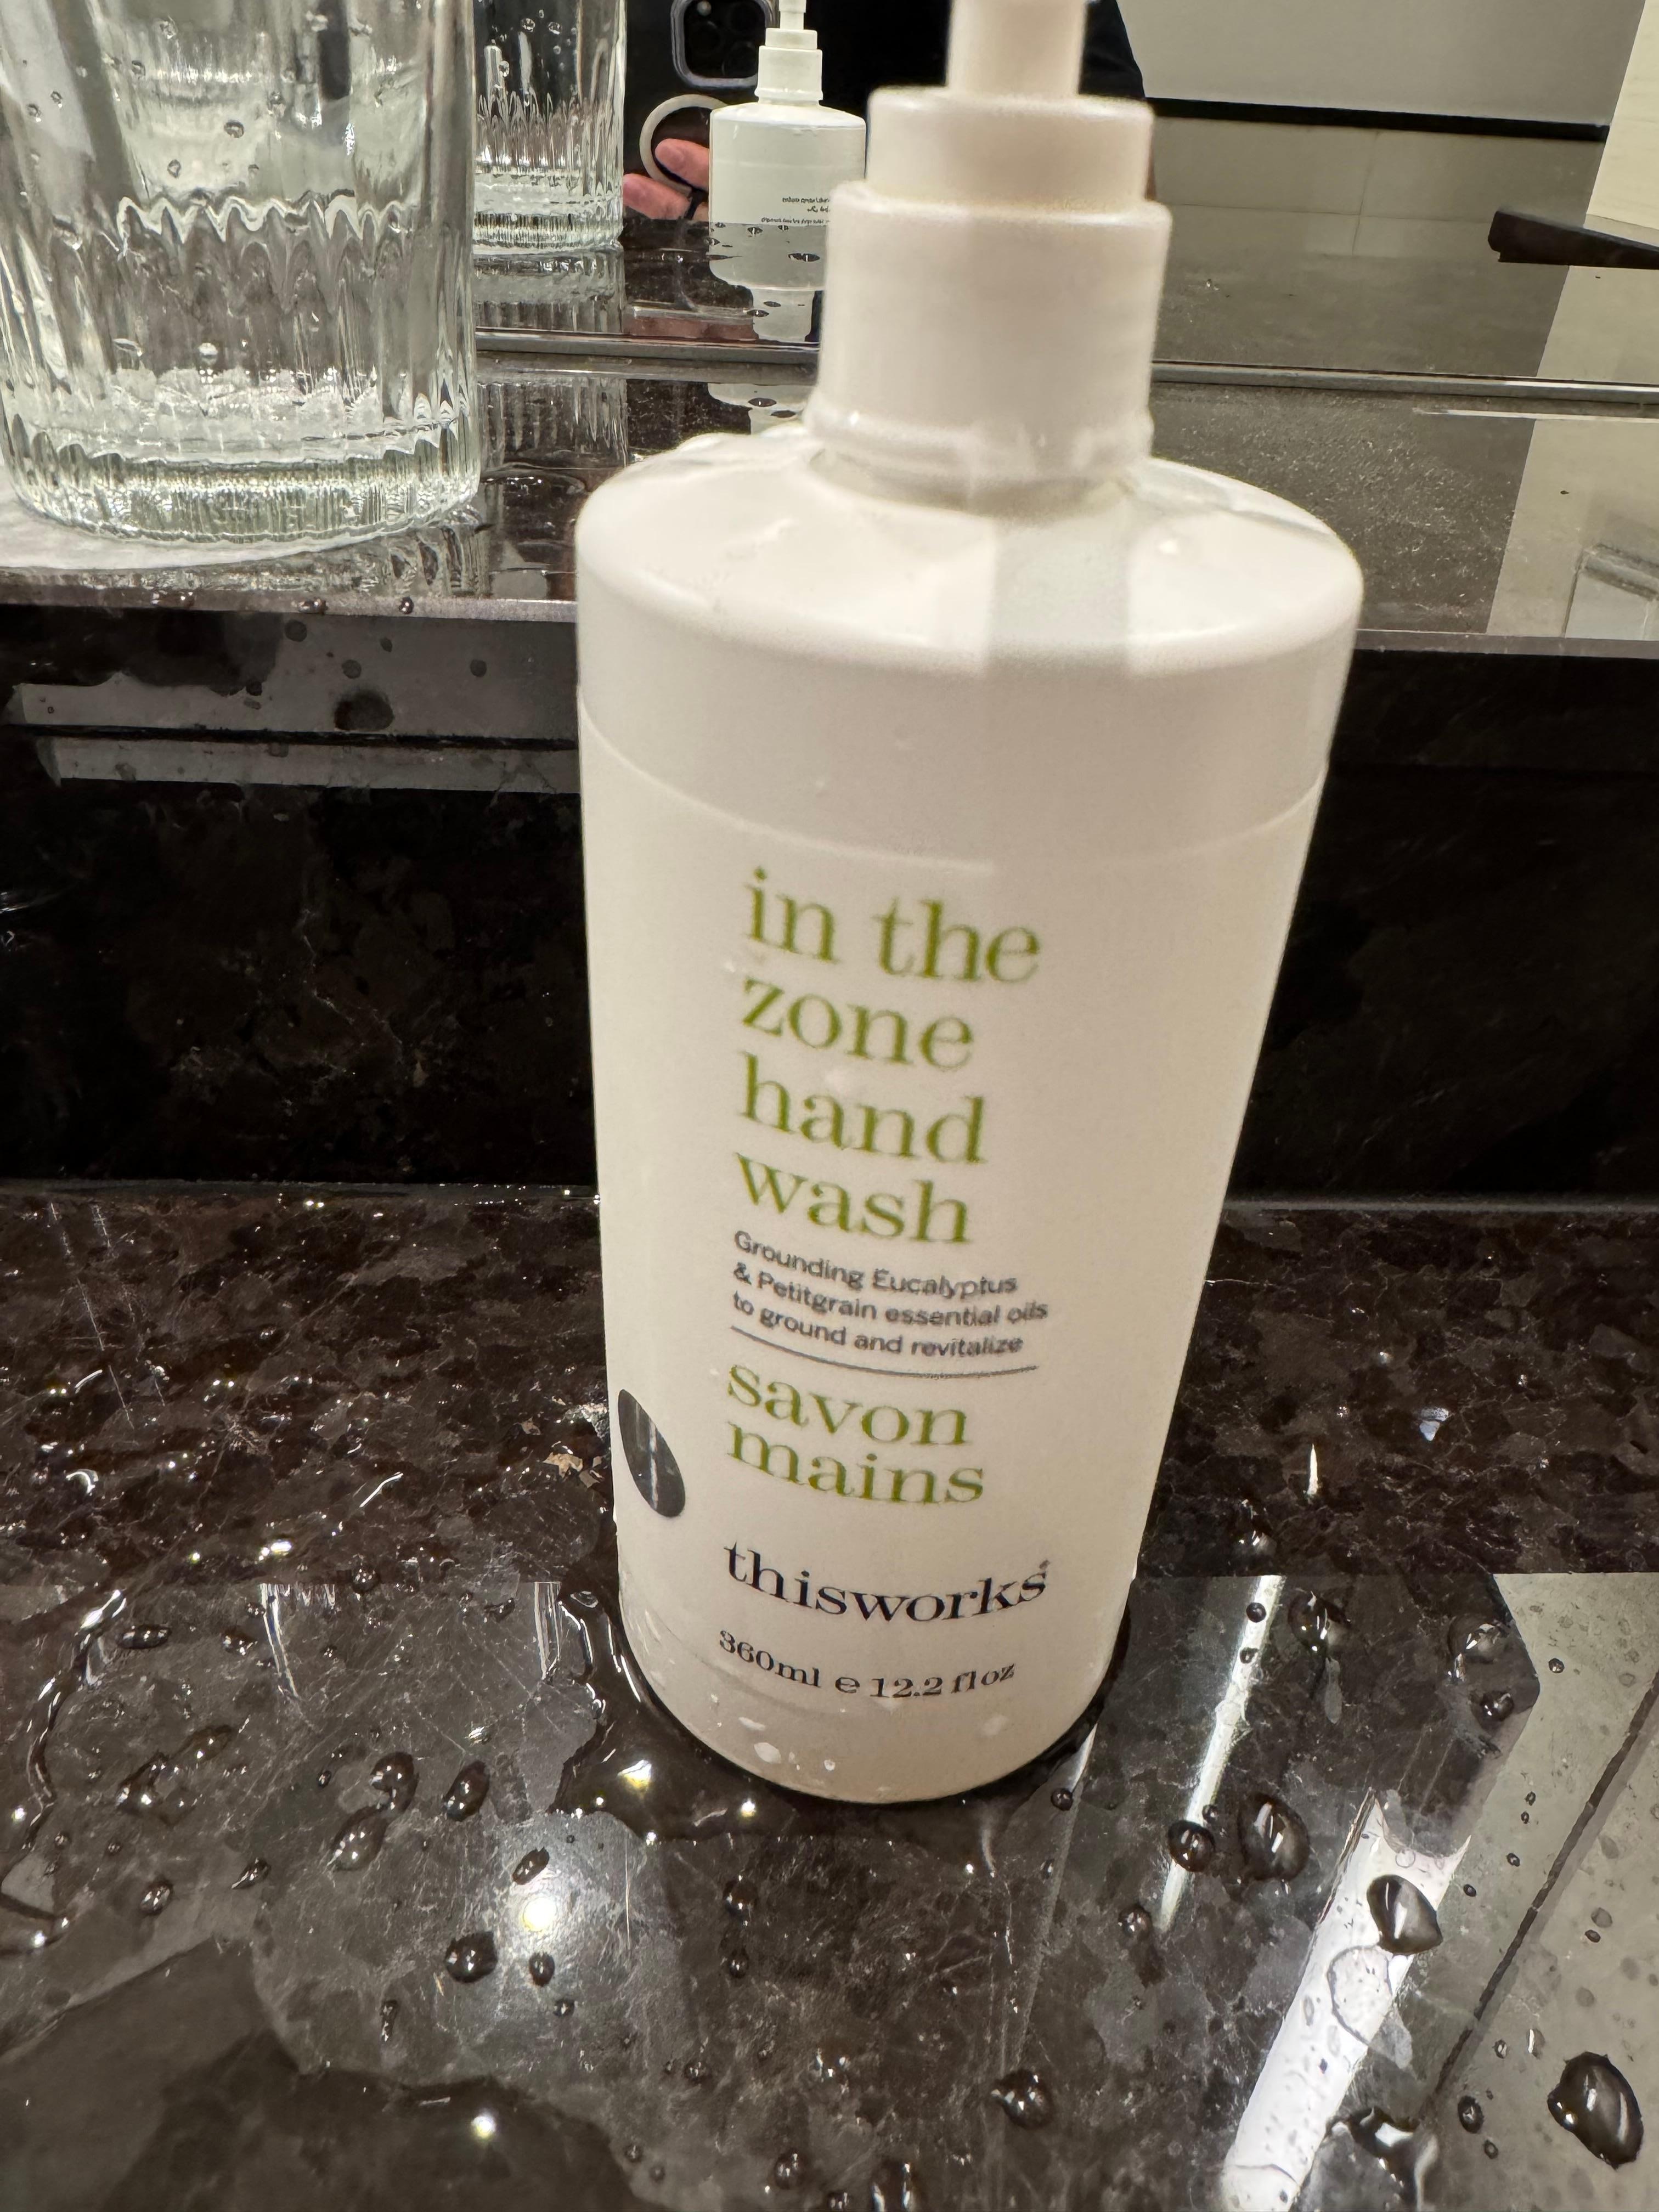 in the
zone
hand
wash
Grounding Eucalyptus
& Petitgrain essential oils
to ground and revitalize
savon
mains
thisworks
360ml e 12.2 fl oz